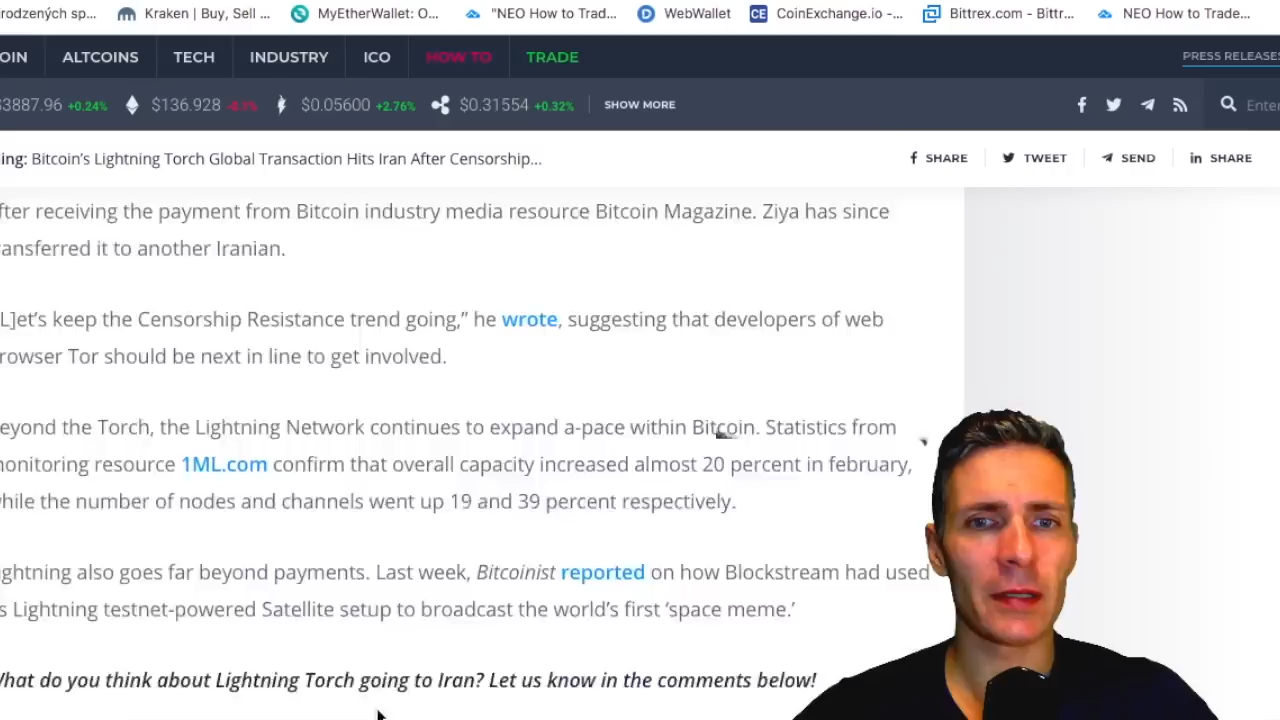 irodzených sp...
Kraken | Buy, Sell ...
MyEtherWallet: O...
"NEO How to Trad...
WebWallet
CE CoinExchange.io -...
Bittrex.com - Bittr...
NEO How to Trade...
OIN ALTCOINS TECH INDUSTRY ICO HOW TO TRADE PRESS RELEASES
$3887.96 +0.24% $136.928 -0.1% $0.05600 +2.76% $0.31554 +0.32% SHOW MORE Enter
ing: Bitcoin’s Lightning Torch Global Transaction Hits Iran After Censorship... SHARE TWEET SEND SHARE
fter receiving the payment from Bitcoin industry media resource Bitcoin Magazine. Ziya has since
ransferred it to another Iranian.
L]et’s keep the Censorship Resistance trend going,” he wrote, suggesting that developers of web
rowser Tor should be next in line to get involved.
eyond the Torch, the Lightning Network continues to expand a-pace within Bitcoin. Statistics from
monitoring resource 1ML.com confirm that overall capacity increased almost 20 percent in february,
while the number of nodes and channels went up 19 and 39 percent respectively.
ightning also goes far beyond payments. Last week, Bitcoinist reported on how Blockstream had used
s Lightning testnet-powered Satellite setup to broadcast the world’s first ‘space meme.’
What do you think about Lightning Torch going to Iran? Let us know in the comments below!